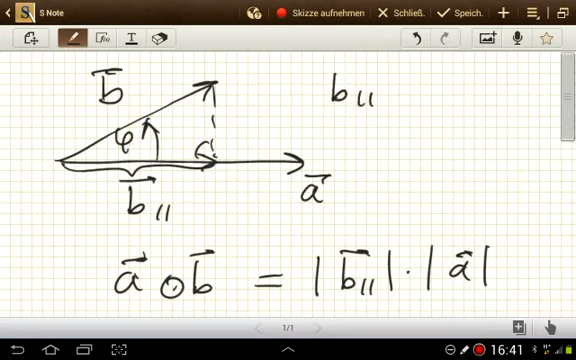 S Note
Skizze aufnehmen
Schließ.
Speich.
f(x)
T
b⃗
b∥
φ
a⃗
b⃗∥
a⃗ ⊙ b⃗ = | b⃗∥ | · | a⃗ |
1/1
16:41